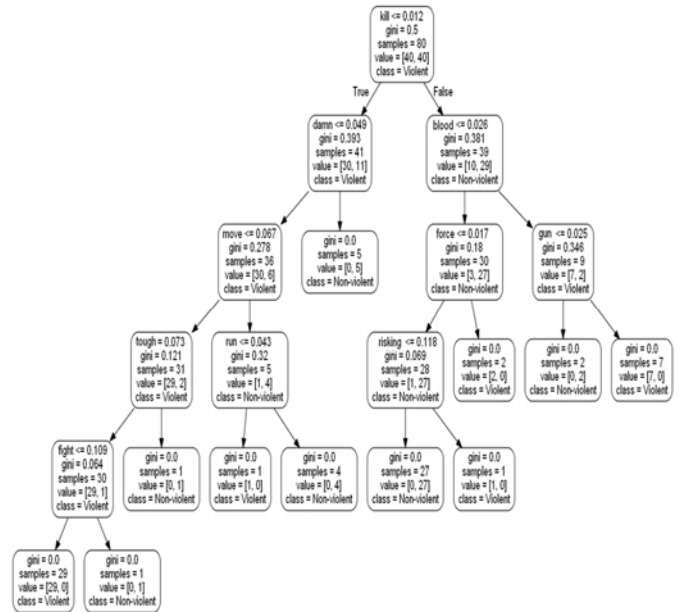 kill <= 0.012
gini = 0.5
samples = 80
value = [40, 40]
class = Violent
True
False
damn <= 0.049
gini = 0.393
samples = 41
value = [30, 11]
class = Violent
blood <= 0.026
gini = 0.381
samples = 39
value = [10, 29]
class = Non-violent
move <= 0.067
gini = 0.278
samples = 36
value = [30, 6]
class = Violent
gini = 0.0
samples = 5
value = [0, 5]
class = Non-violent
force <= 0.017
gini = 0.18
samples = 30
value = [3, 27]
class = Non-violent
gun <= 0.025
gini = 0.346
samples = 9
value = [7, 2]
class = Violent
tough = 0.073
gini = 0.121
samples = 31
value = [29, 2]
class = Violent
run <= 0.043
gini = 0.32
samples = 5
value = [1, 4]
class = Non-violent
risking <= 0.118
gini = 0.069
samples = 28
value = [1, 27]
class = Non-violent
gini = 0.0
samples = 2
value = [2, 0]
class = Violent
gini = 0.0
samples = 2
value = [0, 2]
class = Non-violent
gini = 0.0
samples = 7
value = [7, 0]
class = Violent
fight <= 0.109
gini = 0.064
samples = 30
value = [29, 1]
class = Violent
gini = 0.0
samples = 1
value = [0, 1]
class = Non-violent
gini = 0.0
samples = 1
value = [1, 0]
class = Violent
gini = 0.0
samples = 4
value = [0, 4]
class = Non-violent
gini = 0.0
samples = 27
value = [0, 27]
class = Non-violent
gini = 0.0
samples = 1
value = [1, 0]
class = Violent
gini = 0.0
samples = 29
value = [29, 0]
class = Violent
gini = 0.0
samples = 1
value = [0, 1]
class = Non-violent